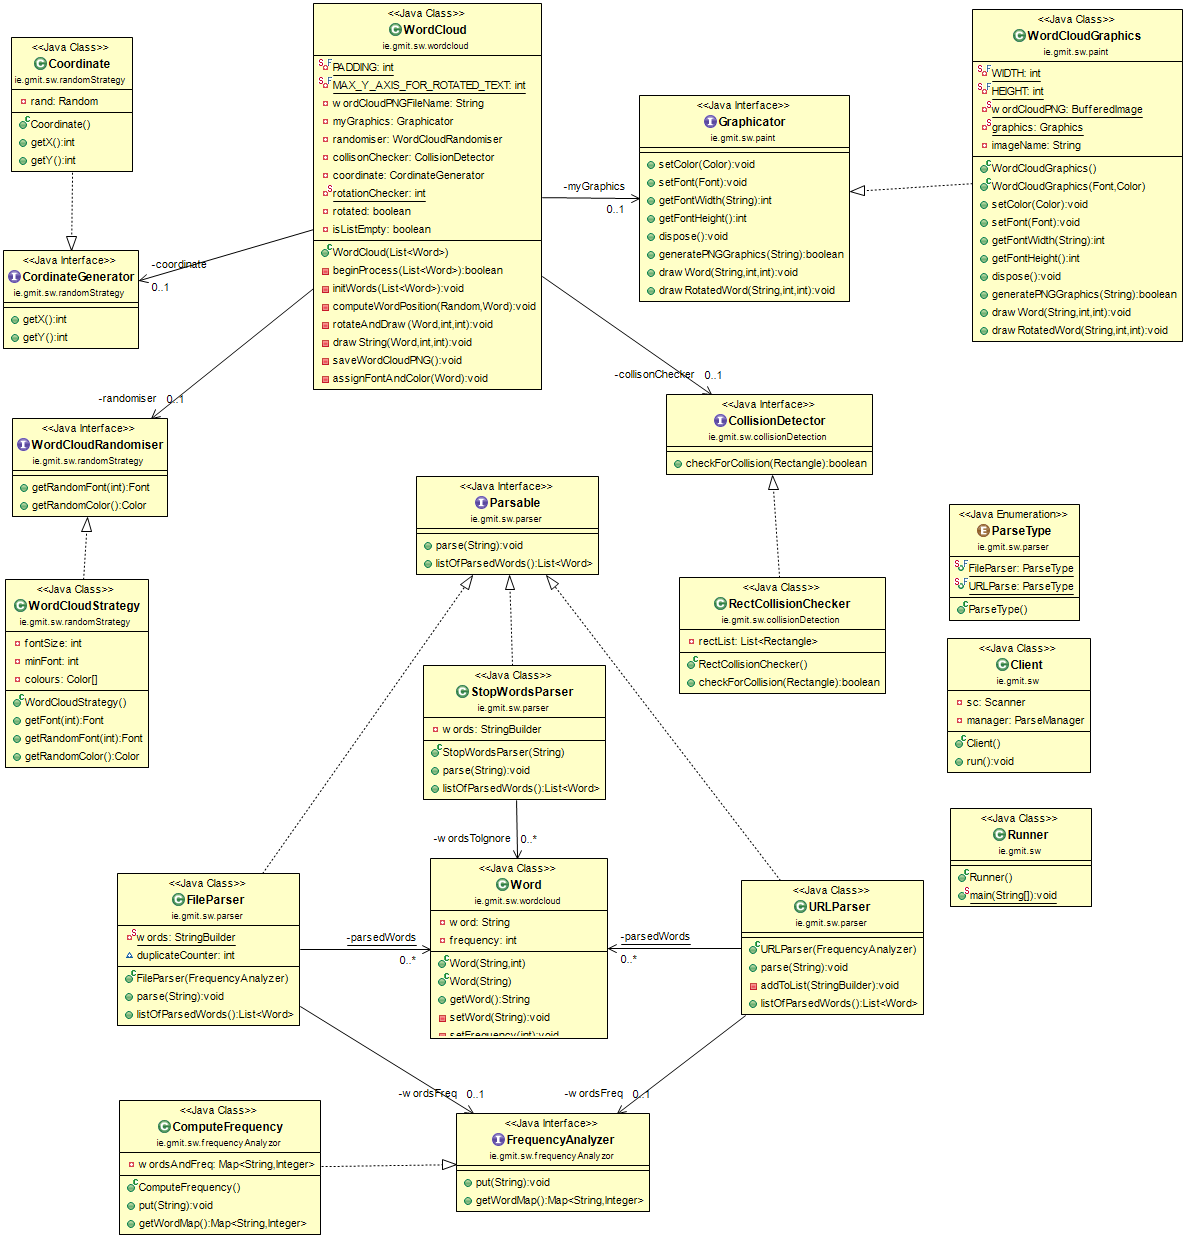 <<Java Class>>
Coordinate
ie.gmit.sw.randomStrategy
rand: Random
Coordinate()
getX():int
getY():int
<<Java Interface>>
CordinateGenerator
ie.gmit.sw.randomStrategy
getX():int
getY():int
<<Java Class>>
WordCloud
ie.gmit.sw.wordcloud
PADDING: int
MAX_Y_AXIS_FOR_ROTATED_TEXT: int
wordCloudPNGFileName: String
myGraphics: Graphicator
randomiser: WordCloudRandomiser
collisonChecker: CollisionDetector
coordinate: CordinateGenerator
rotationChecker: int
rotated: boolean
isListEmpty: boolean
WordCloud(List<Word>)
beginProcess(List<Word>):boolean
initWords(List<Word>):void
computeWordPosition(Random,Word):void
rotateAndDraw(Word,int,int):void
drawString(Word,int,int):void
saveWordCloudPNG():void
assignFontAndColor(Word):void
<<Java Interface>>
Graphicator
ie.gmit.sw.paint
setColor(Color):void
setFont(Font):void
getFontWidth(String):int
getFontHeight():int
dispose():void
generatePNGGraphics(String):boolean
drawWord(String,int,int):void
drawRotatedWord(String,int,int):void
<<Java Class>>
WordCloudGraphics
ie.gmit.sw.paint
WIDTH: int
HEIGHT: int
wordCloudPNG: BufferedImage
graphics: Graphics
imageName: String
WordCloudGraphics()
WordCloudGraphics(Font,Color)
setColor(Color):void
setFont(Font):void
getFontWidth(String):int
getFontHeight():int
dispose():void
generatePNGGraphics(String):boolean
drawWord(String,int,int):void
drawRotatedWord(String,int,int):void
-myGraphics
0..1
-coordinate
0..1
-randomiser 0..1
-collisonChecker 0..1
<<Java Interface>>
WordCloudRandomiser
ie.gmit.sw.randomStrategy
getRandomFont(int):Font
getRandomColor():Color
<<Java Interface>>
CollisionDetector
ie.gmit.sw.collisionDetection
checkForCollision(Rectangle):boolean
<<Java Interface>>
Parsable
ie.gmit.sw.parser
parse(String):void
listOfParsedWords():List<Word>
<<Java Enumeration>>
ParseType
ie.gmit.sw.parser
FileParser: ParseType
URLParse: ParseType
ParseType()
<<Java Class>>
WordCloudStrategy
ie.gmit.sw.randomStrategy
fontSize: int
minFont: int
colours: Color[]
WordCloudStrategy()
getFont(int):Font
getRandomFont(int):Font
getRandomColor():Color
<<Java Class>>
RectCollisionChecker
ie.gmit.sw.collisionDetection
rectList: List<Rectangle>
RectCollisionChecker()
checkForCollision(Rectangle):boolean
<<Java Class>>
Client
ie.gmit.sw
sc: Scanner
manager: ParseManager
Client()
run():void
<<Java Class>>
StopWordsParser
ie.gmit.sw.parser
words: StringBuilder
StopWordsParser(String)
parse(String):void
listOfParsedWords():List<Word>
-wordsToIgnore 0..*
<<Java Class>>
Runner
ie.gmit.sw
Runner()
main(String[]):void
<<Java Class>>
FileParser
ie.gmit.sw.parser
words: StringBuilder
duplicateCounter: int
FileParser(FrequencyAnalyzer)
parse(String):void
listOfParsedWords():List<Word>
-parsedWords
0..*
<<Java Class>>
Word
ie.gmit.sw.wordcloud
word: String
frequency: int
Word(String,int)
Word(String)
getWord():String
setWord(String):void
setFrequency(int):void
-parsedWords
0..*
<<Java Class>>
URLParser
ie.gmit.sw.parser
URLParser(FrequencyAnalyzer)
parse(String):void
addToList(StringBuilder):void
listOfParsedWords():List<Word>
-wordsFreq 0..1
-wordsFreq 0..1
<<Java Class>>
ComputeFrequency
ie.gmit.sw.frequencyAnalyzor
wordsAndFreq: Map<String,Integer>
ComputeFrequency()
put(String):void
getWordMap():Map<String,Integer>
<<Java Interface>>
FrequencyAnalyzer
ie.gmit.sw.frequencyAnalyzor
put(String):void
getWordMap():Map<String,Integer>